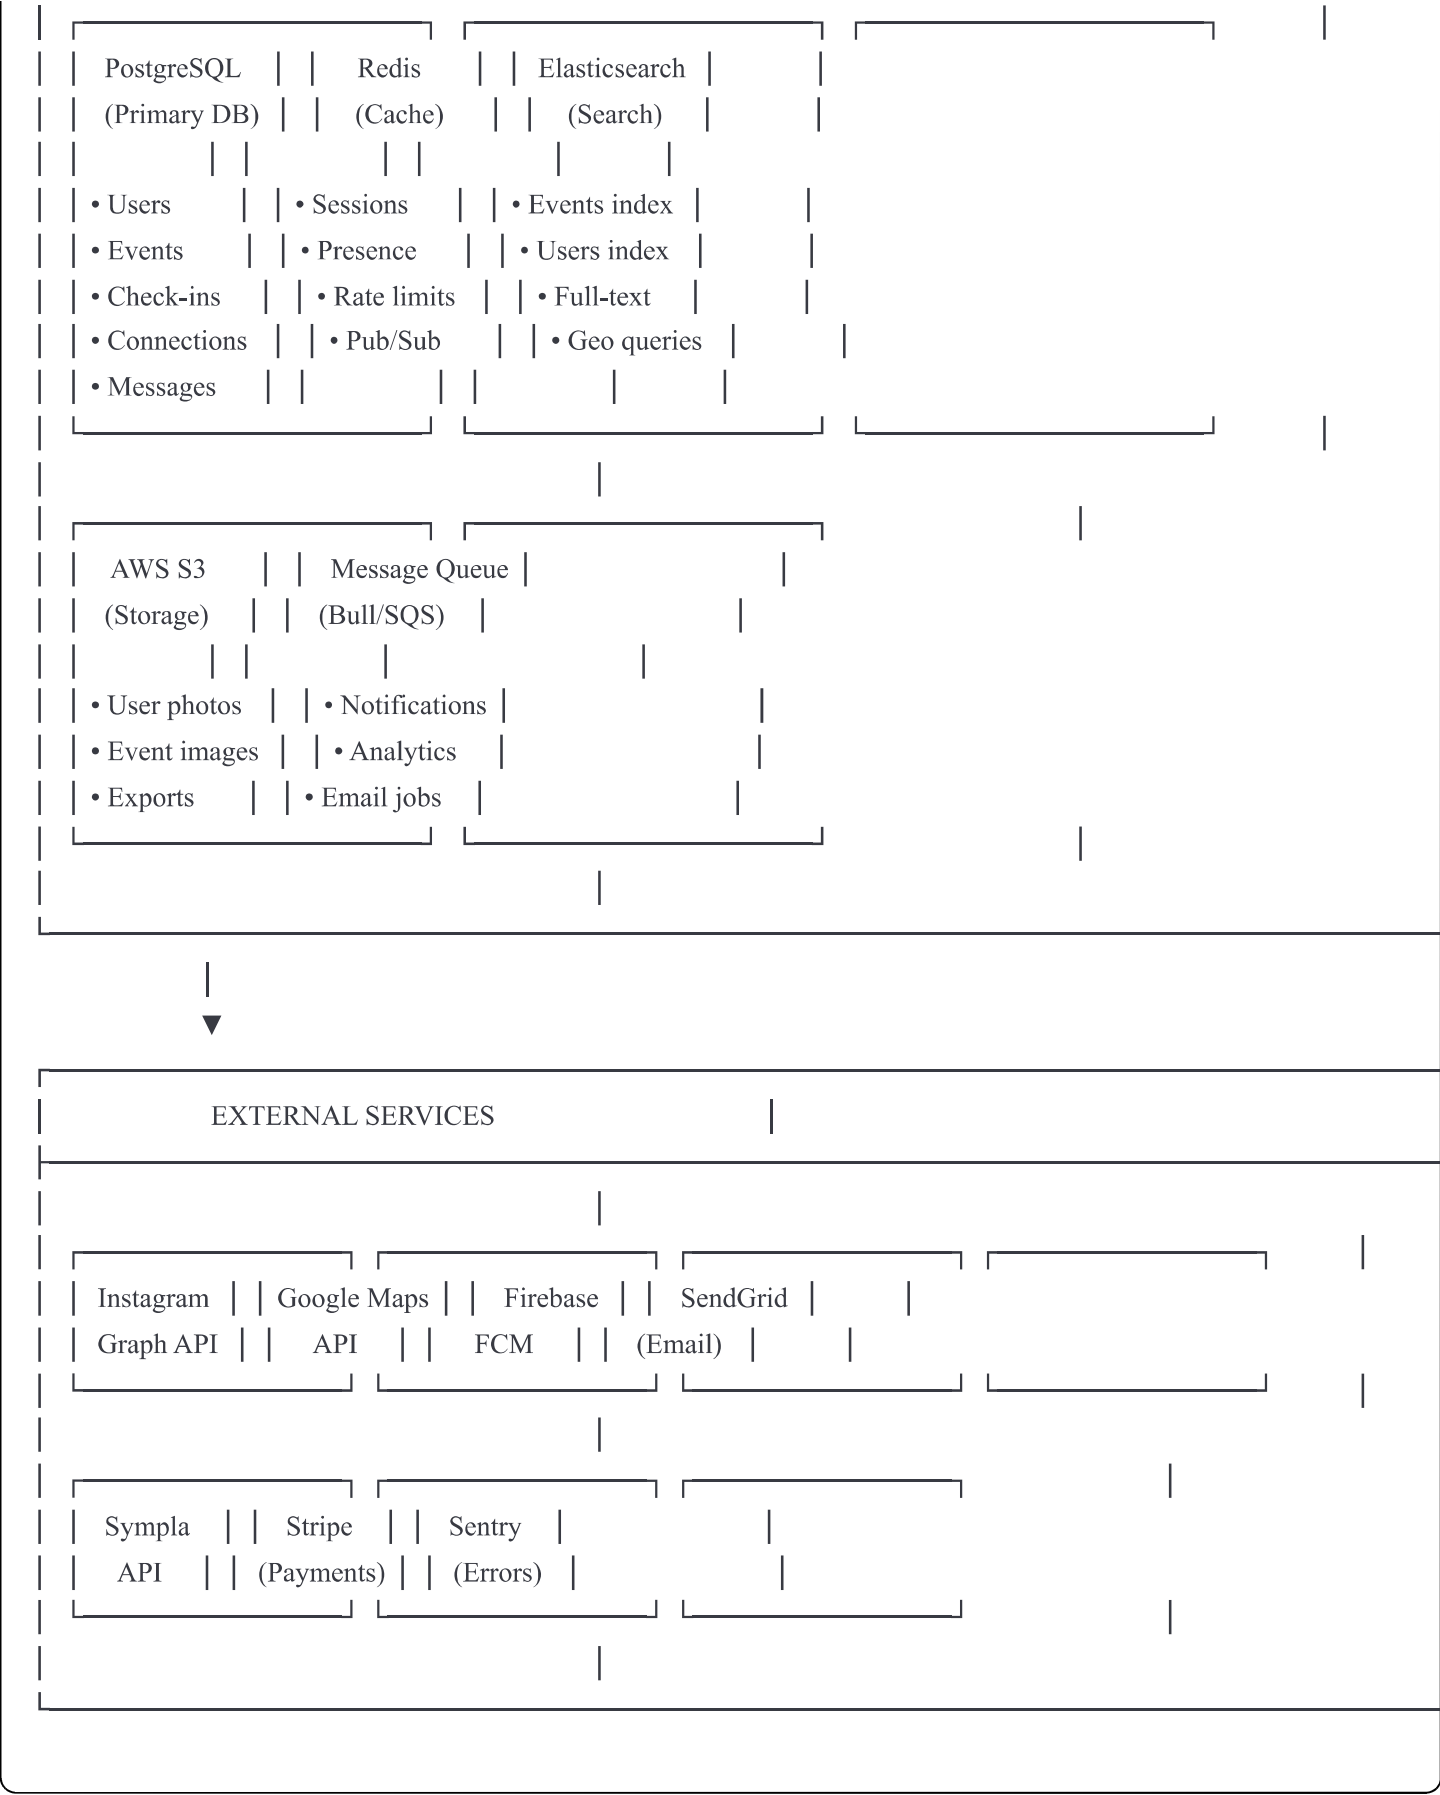 PostgreSQL Redis Elasticsearch
(Primary DB) (Cache) (Search)
• Users • Sessions • Events index
• Events • Presence • Users index
• Check-ins • Rate limits • Full-text
• Connections • Pub/Sub • Geo queries
• Messages
AWS S3 Message Queue
(Storage) (Bull/SQS)
• User photos • Notifications
• Event images • Analytics
• Exports • Email jobs
▼
EXTERNAL SERVICES
Instagram Google Maps Firebase SendGrid
Graph API API FCM (Email)
Sympla Stripe Sentry
API (Payments) (Errors)